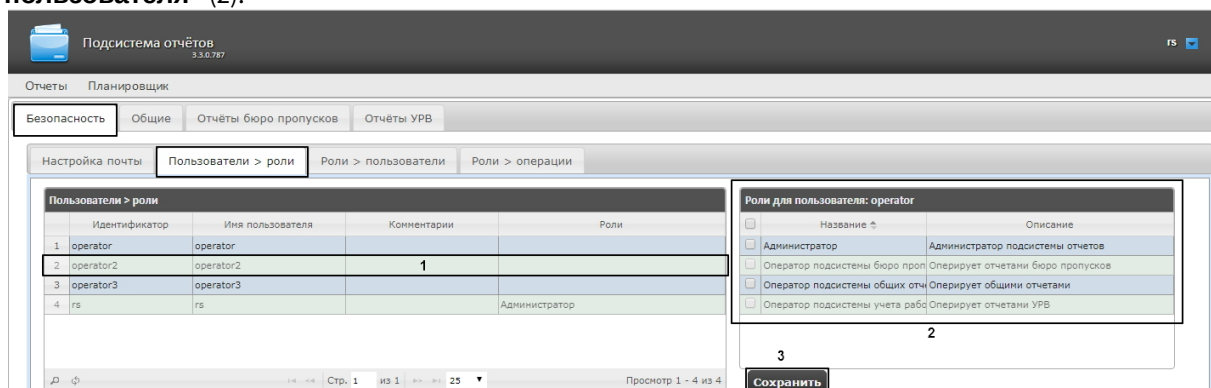 пользователя" (2).
Подсистема отчётов
3.3.0.787
rs
Отчеты Планировщик
Безопасность Общие Отчёты бюро пропусков Отчёты УРВ
Настройка почты Пользователи > роли Роли > пользователи Роли > операции
Пользователи > роли
Идентификатор Имя пользователя Комментарии Роли
1 operator operator
2 operator2 operator2 1
3 operator3 operator3
4 rs rs Администратор
Стр. 1 из 1 25 Просмотр 1 - 4 из 4
Роли для пользователя: operator
Название Описание
Администратор Администратор подсистемы отчетов
Оператор подсистемы бюро проп Оперирует отчетами бюро пропусков
Оператор подсистемы общих отч Оперирует общими отчетами
Оператор подсистемы учета рабо Оперирует отчетами УРВ
2
3
Сохранить